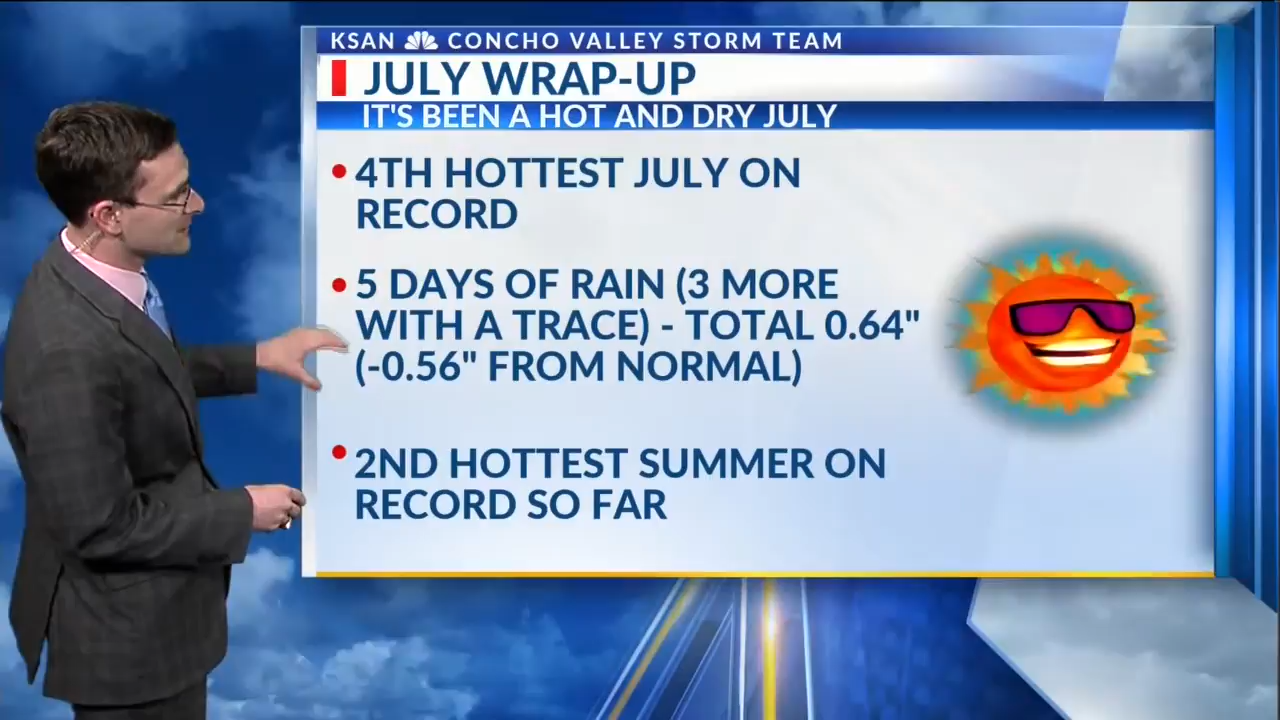 KSAN CONCHO VALLEY STORM TEAM
JULY WRAP-UP
IT'S BEEN A HOT AND DRY JULY
• 4TH HOTTEST JULY ON
RECORD
• 5 DAYS OF RAIN (3 MORE
WITH A TRACE) - TOTAL 0.64"
(-0.56" FROM NORMAL)
• 2ND HOTTEST SUMMER ON
RECORD SO FAR